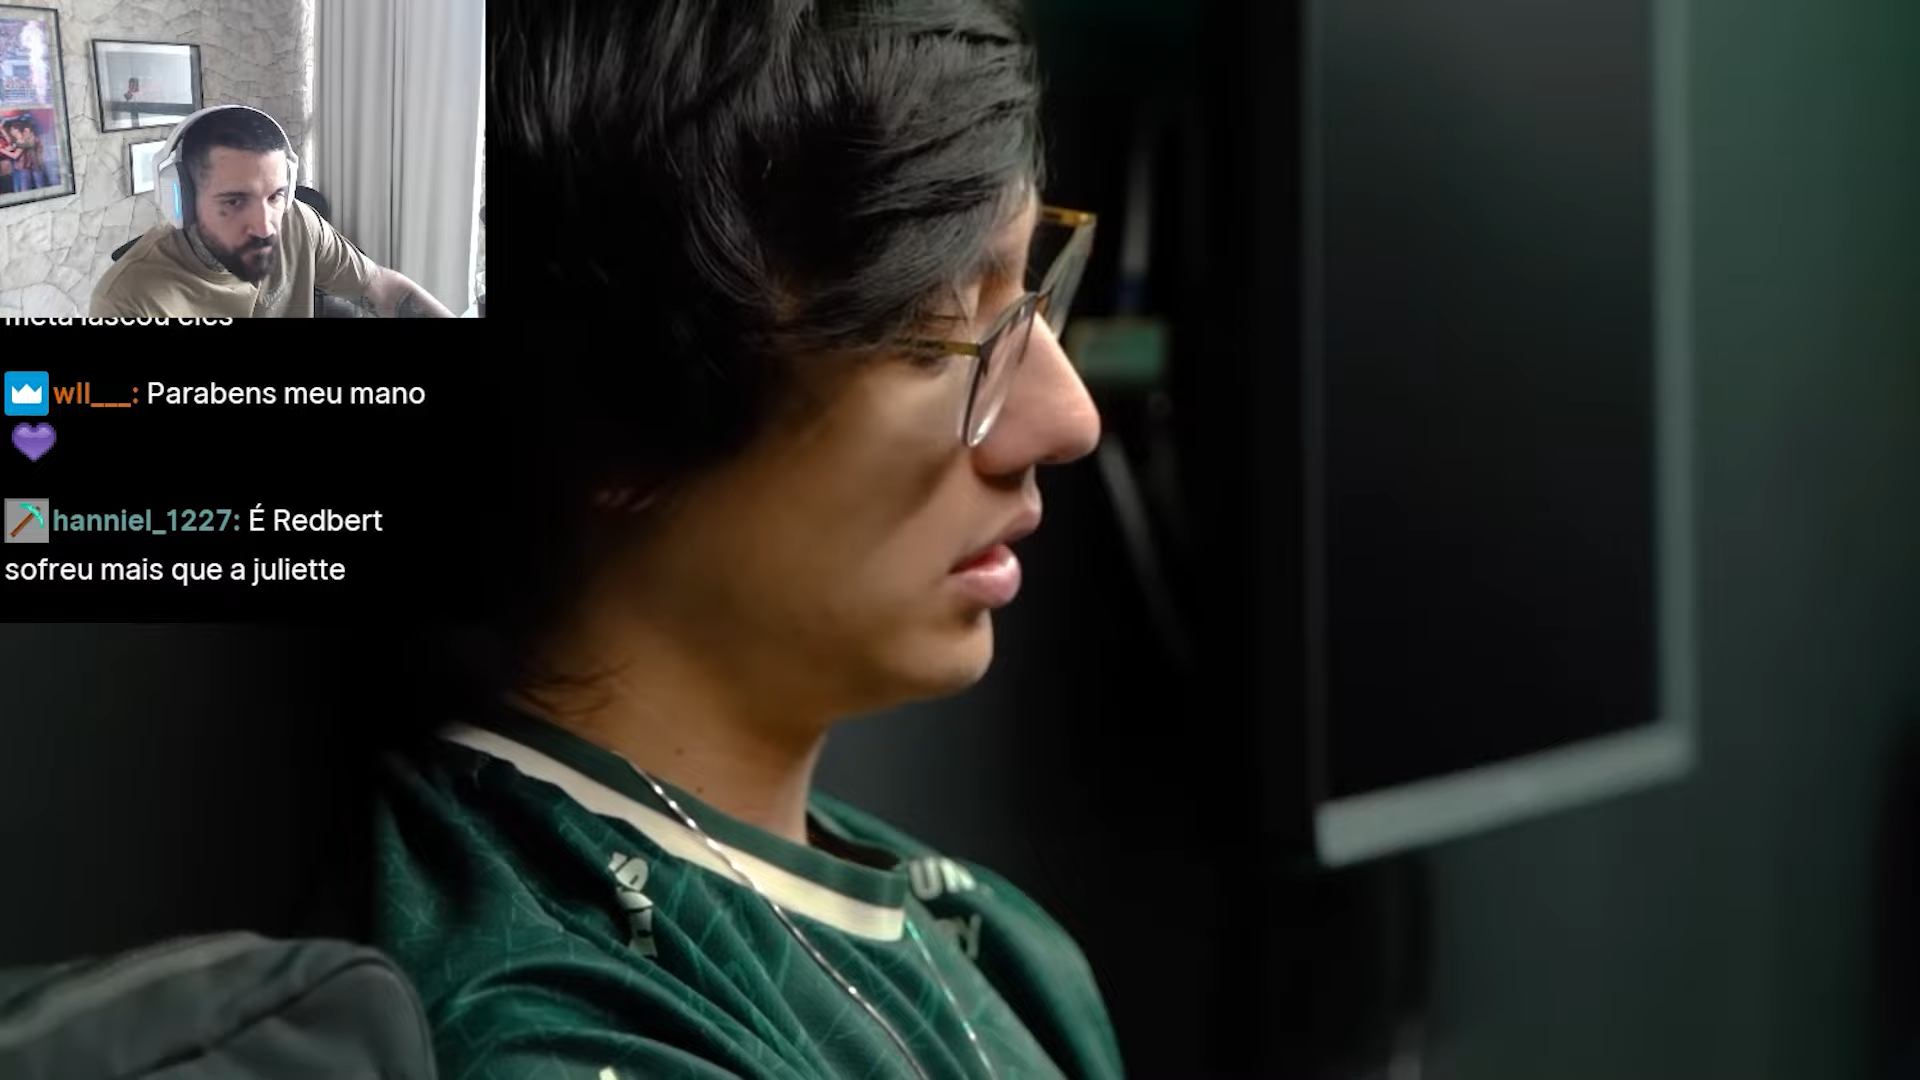 wll___: Parabens meu mano
hanniel_1227: É Redbert
sofreu mais que a juliette